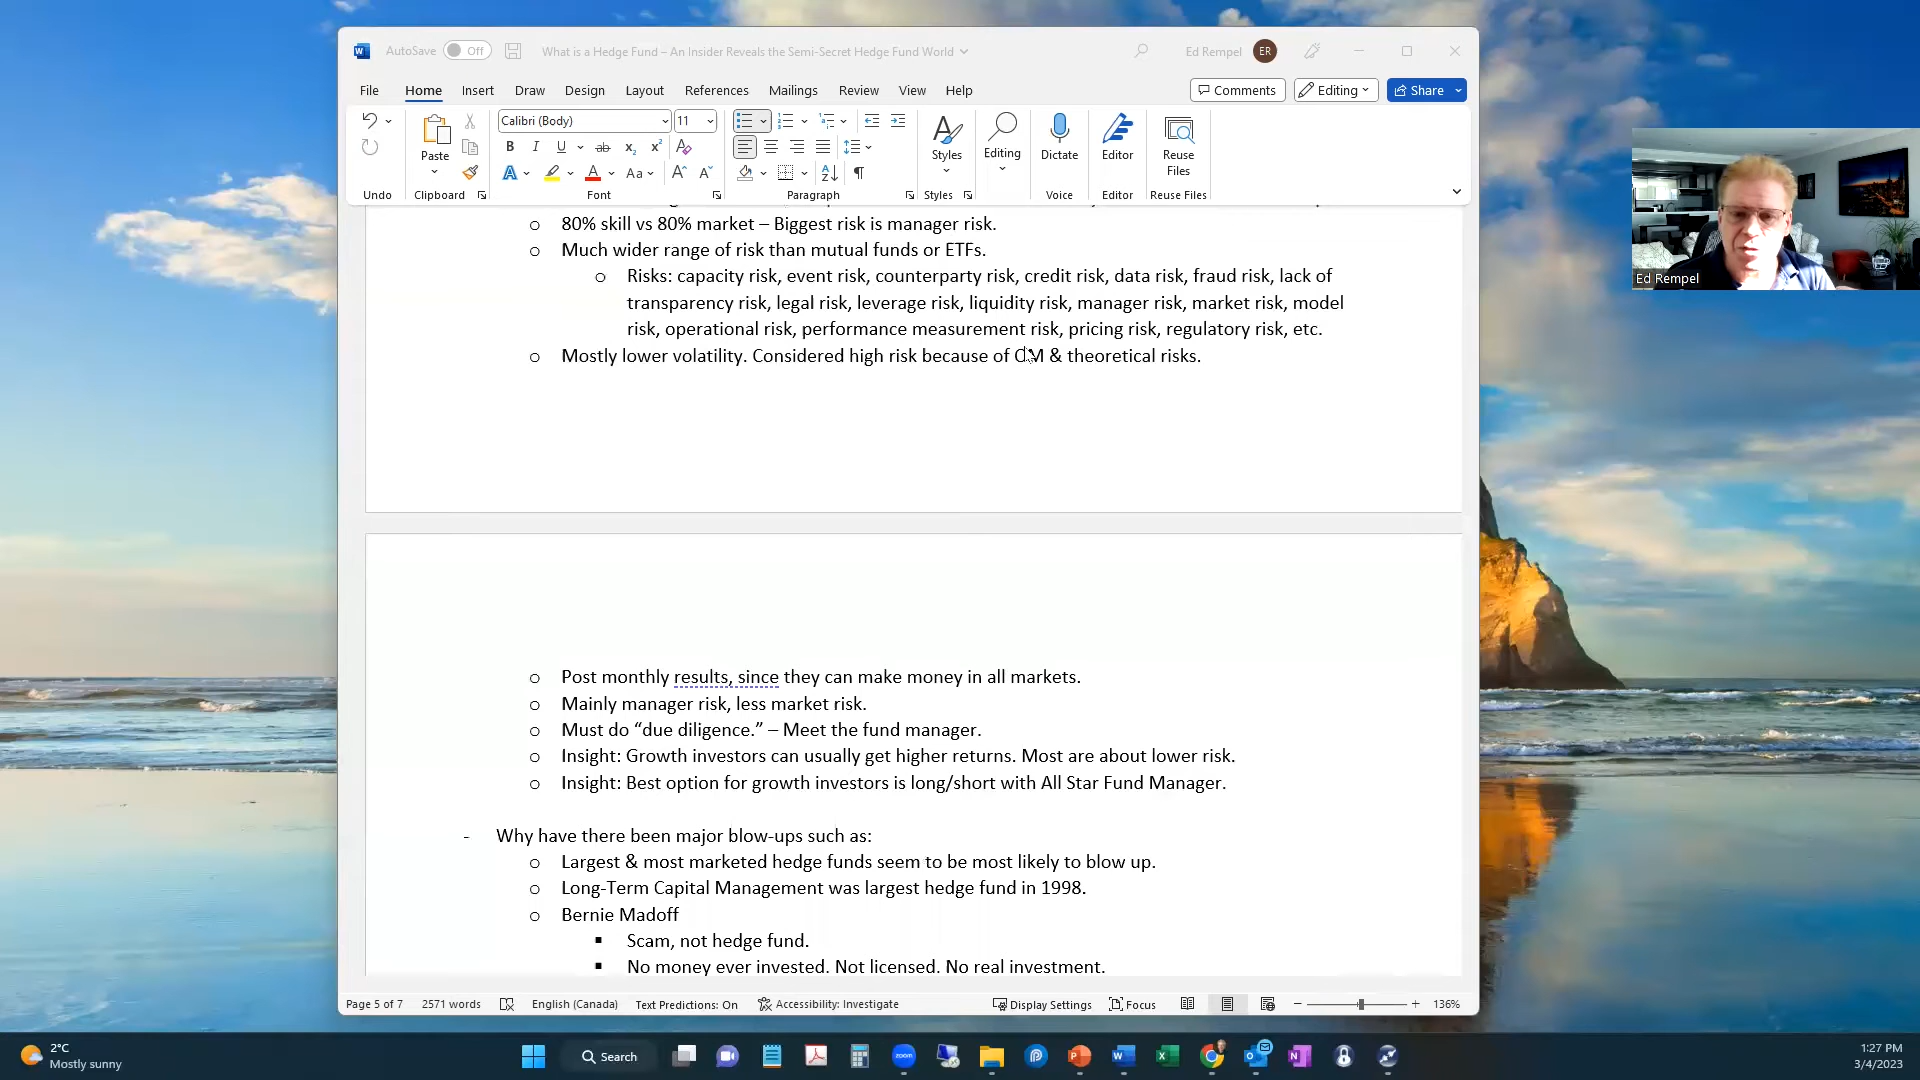 AutoSave
Off
What is a Hedge Fund – An Insider Reveals the Semi-Secret Hedge Fund World
Ed Rempel
ER
File
Home
Insert
Draw
Design
Layout
References
Mailings
Review
View
Help
Comments
Editing
Share
Calibri (Body)
11
Paste
Styles
Editing
Dictate
Editor
Reuse Files
Undo
Clipboard
Font
Paragraph
Styles
Voice
Editor
Reuse Files
o 80% skill vs 80% market – Biggest risk is manager risk.
o Much wider range of risk than mutual funds or ETFs.
o Risks: capacity risk, event risk, counterparty risk, credit risk, data risk, fraud risk, lack of
transparency risk, legal risk, leverage risk, liquidity risk, manager risk, market risk, model
risk, operational risk, performance measurement risk, pricing risk, regulatory risk, etc.
o Mostly lower volatility. Considered high risk because of OM & theoretical risks.
o Post monthly results, since they can make money in all markets.
o Mainly manager risk, less market risk.
o Must do “due diligence.” – Meet the fund manager.
o Insight: Growth investors can usually get higher returns. Most are about lower risk.
o Insight: Best option for growth investors is long/short with All Star Fund Manager.
- Why have there been major blow-ups such as:
o Largest & most marketed hedge funds seem to be most likely to blow up.
o Long-Term Capital Management was largest hedge fund in 1998.
o Bernie Madoff
▪ Scam, not hedge fund.
▪ No money ever invested. Not licensed. No real investment.
Page 5 of 7
2571 words
English (Canada)
Text Predictions: On
Accessibility: Investigate
Display Settings
Focus
136%
Ed Rempel
2°C
Mostly sunny
Search
zoom
1:27 PM
3/4/2023